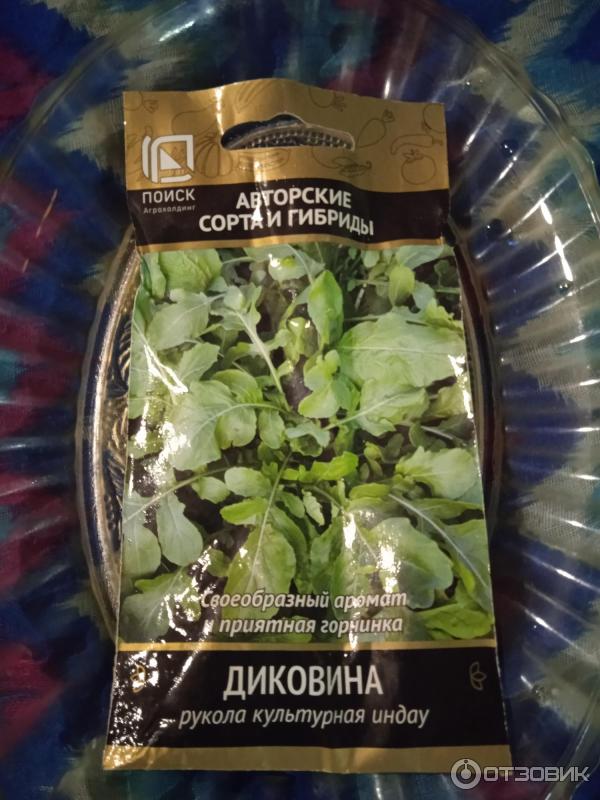 ПОИСК
Агрохолдинг
АВТОРСКИЕ
СОРТА И ГИБРИДЫ
Своеобразный аромат
и приятная горчинка
ДИКОВИНА
рукола культурная индау
ОТЗОВИК